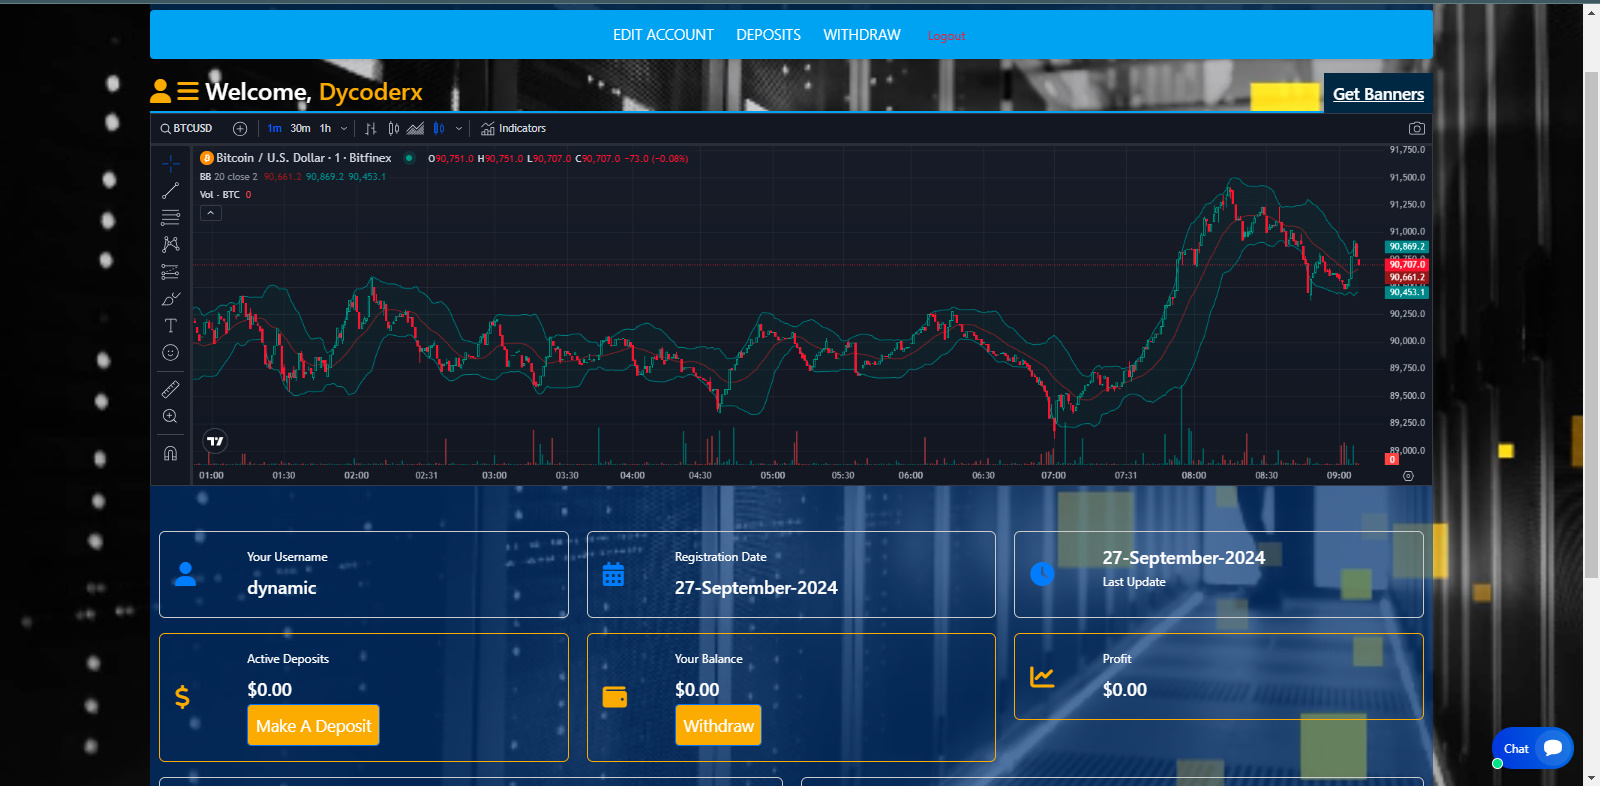 EDIT ACCOUNT DEPOSITS WITHDRAW Logout
Welcome, Dycoderx
Get Banners
BTCUSD 1m 30m 1h Indicators
Bitcoin / U.S. Dollar · 1 · Bitfinex O90,751.0 H90,751.0 L90,707.0 C90,707.0 −73.0 (−0.08%)
BB 20 close 2 90,661.2 90,869.2 90,453.1
Vol · BTC 0
91,750.0
91,500.0
91,250.0
91,000.0
90,869.2
90,707.0
90,661.2
90,453.1
90,250.0
90,000.0
89,750.0
89,500.0
89,250.0
89,000.0
0
01:00 01:30 02:00 02:31 03:00 03:30 04:00 04:30 05:00 05:30 06:00 06:30 07:00 07:31 08:00 08:30 09:00
Your Username
dynamic
Registration Date
27-September-2024
27-September-2024
Last Update
Active Deposits
$0.00
Make A Deposit
Your Balance
$0.00
Withdraw
Profit
$0.00
Chat